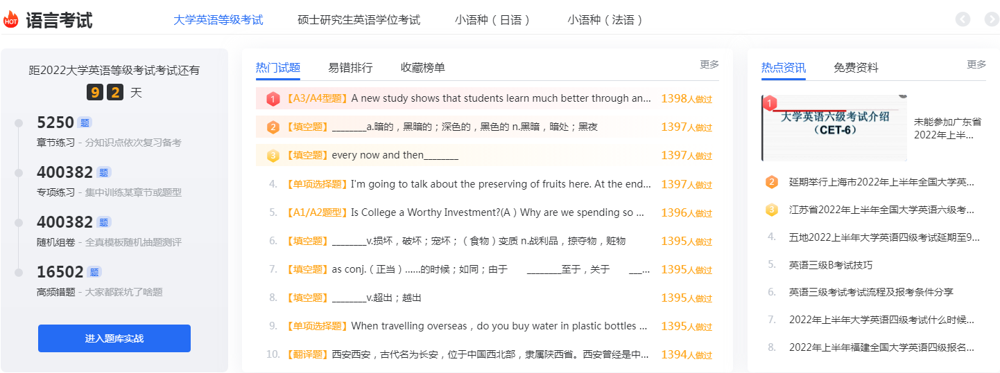 HOT 语言考试
大学英语等级考试 硕士研究生英语学位考试 小语种（日语） 小语种（法语）
距2022大学英语等级考试考试还有
9 2 天
5250 题
章节练习 - 分知识点依次复习备考
400382 题
专项练习 - 集中训练某章节或题型
400382 题
随机组卷 - 全真模板随机抽题测评
16502 题
高频错题 - 大家都踩坑了啥题
进入题库实战
热门试题 易错排行 收藏榜单 更多
1 【A3/A4型题】A new study shows that students learn much better through an... 1398人做过
2 【填空题】________a.暗的，黑暗的；深色的，黑色的 n.黑暗，暗处；黑夜 1397人做过
3 【填空题】every now and then________ 1397人做过
4. 【单项选择题】I'm going to talk about the preserving of fruits here. At the end... 1397人做过
5. 【A1/A2题型】Is College a Worthy Investment?(A）Why are we spending so ... 1396人做过
6. 【填空题】________v.损坏，破坏；宠坏；（食物）变质 n.战利品，掠夺物，赃物 1395人做过
7. 【填空题】as conj.（正当）……的时候；如同；由于 ________至于，关于 ___... 1395人做过
8. 【填空题】________v.超出；越出 1395人做过
9. 【单项选择题】When travelling overseas，do you buy water in plastic bottles ... 1395人做过
10. 【翻译题】西安西安，古代名为长安，位于中国西北部，隶属陕西省。西安曾经是中... 1394人做过
热点资讯 免费资料 更多
1
大学英语六级考试介绍
（CET-6）
未能参加广东省
2022年上半...
2 延期举行上海市2022年上半年全国大学英...
3 江苏省2022年上半年全国大学英语六级考...
4. 五地2022上半年大学英语四级考试延期至9...
5. 英语三级B考试技巧
6. 英语三级考试考试流程及报考条件分享
7. 2022年上半年大学英语四级考试什么时候...
8. 2022年上半年福建全国大学英语四级报名...